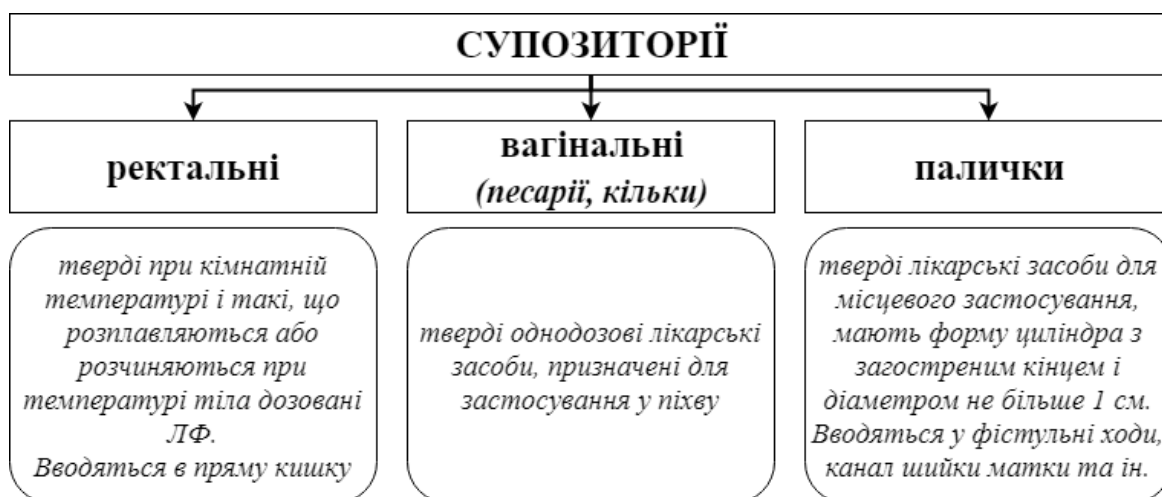 СУПОЗИТОРІЇ
ректальні
вагінальні
(песарії, кільки)
палички
тверді при кімнатній
температурі і такі, що
розплавляються або
розчиняються при
температурі тіла дозовані
ЛФ.
Вводяться в пряму кишку
тверді однодозові лікарські
засоби, призначені для
застосування у піхву
тверді лікарські засоби для
місцевого застосування,
мають форму циліндра з
загостреним кінцем і
діаметром не більше 1 см.
Вводяться у фістульні ходи,
канал шийки матки та ін.